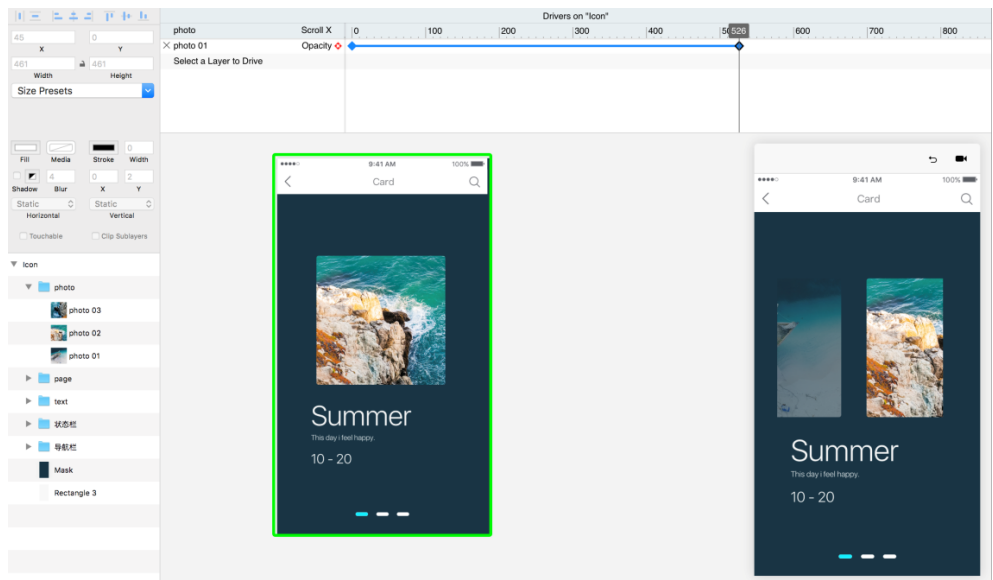 Drivers on "Icon"
photo
Scroll X
0
100
200
300
400
50
526
600
700
800
photo 01
Opacity
Select a Layer to Drive
45
0
X
Y
461
461
Width
Height
Size Presets
0
Fill
Media
Stroke
Width
4
0
2
Shadow
Blur
X
Y
Static
Static
Horizontal
Vertical
Touchable
Clip Sublayers
Icon
photo
photo 03
photo 02
photo 01
page
text
状态栏
导航栏
Mask
Rectangle 3
9:41 AM
100%
Card
Summer
This day i feel happy.
10 - 20
9:41 AM
100%
Card
Summer
This day i feel happy.
10 - 20